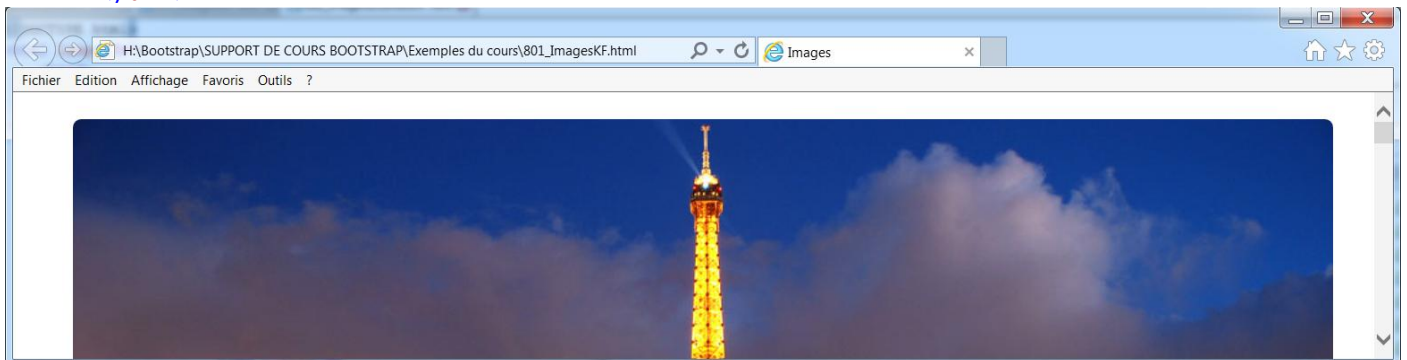 H:\Bootstrap\SUPPORT DE COURS BOOTSTRAP\Exemples du cours\801_ImagesKF.html
Images
Fichier Edition Affichage Favoris Outils ?